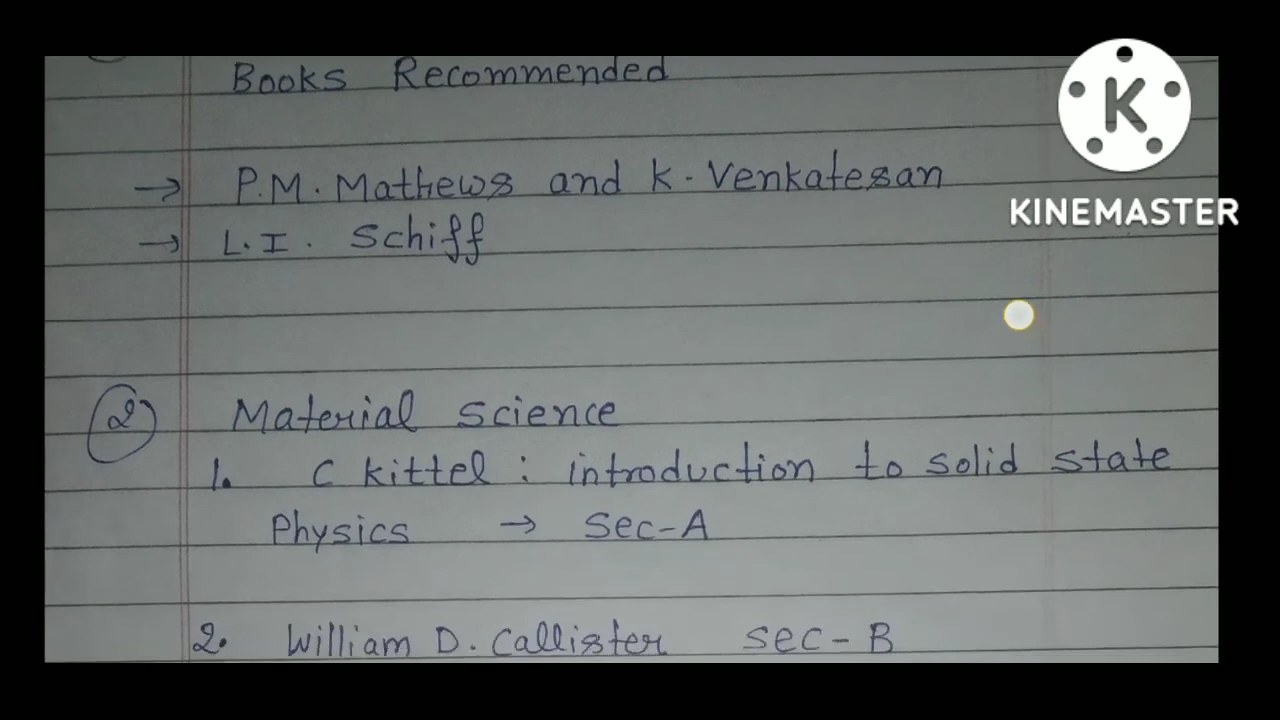 Books Recommended
→ P.M. Mathews and K. Venkatesan
→ L.I. Schiff
② Material Science
1. C Kittel : introduction to solid state
Physics → Sec-A
2. William D. Callister Sec-B
K
KINEMASTER